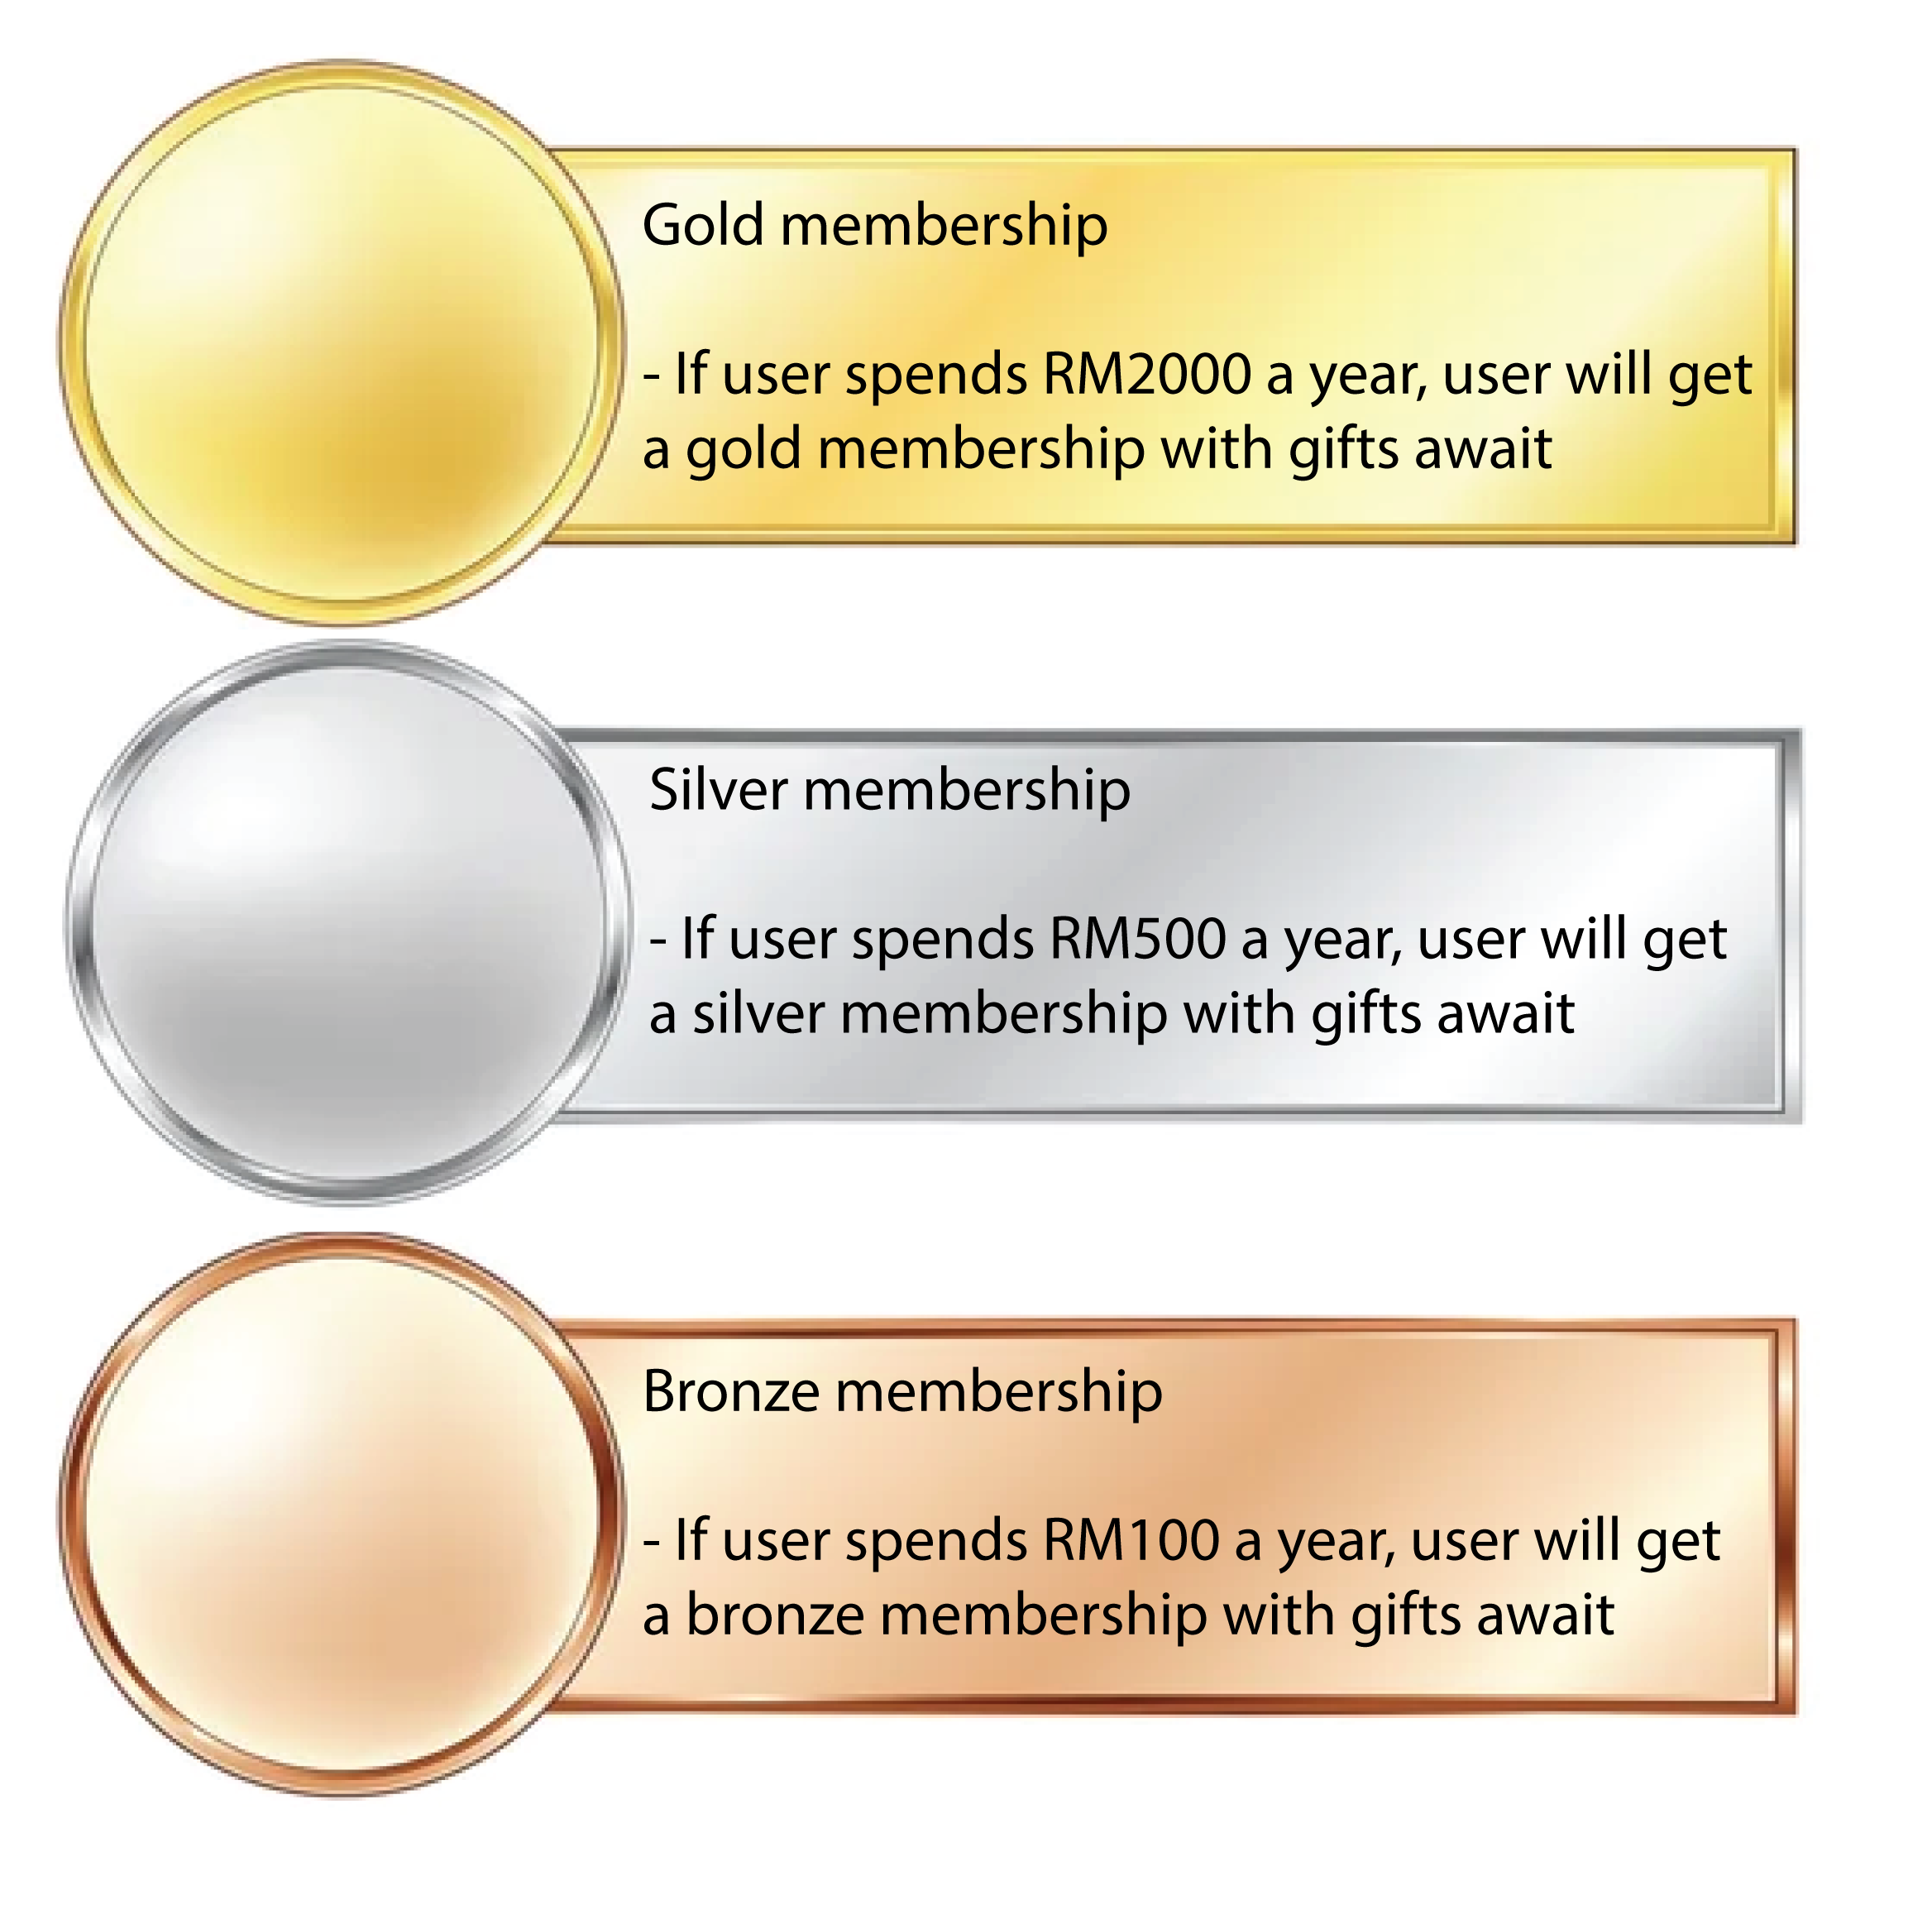 Gold membership
- If user spends RM2000 a year, user will get
a gold membership with gifts await
Silver membership
- If user spends RM500 a year, user will get
a silver membership with gifts await
Bronze membership
- If user spends RM100 a year, user will get
a bronze membership with gifts await